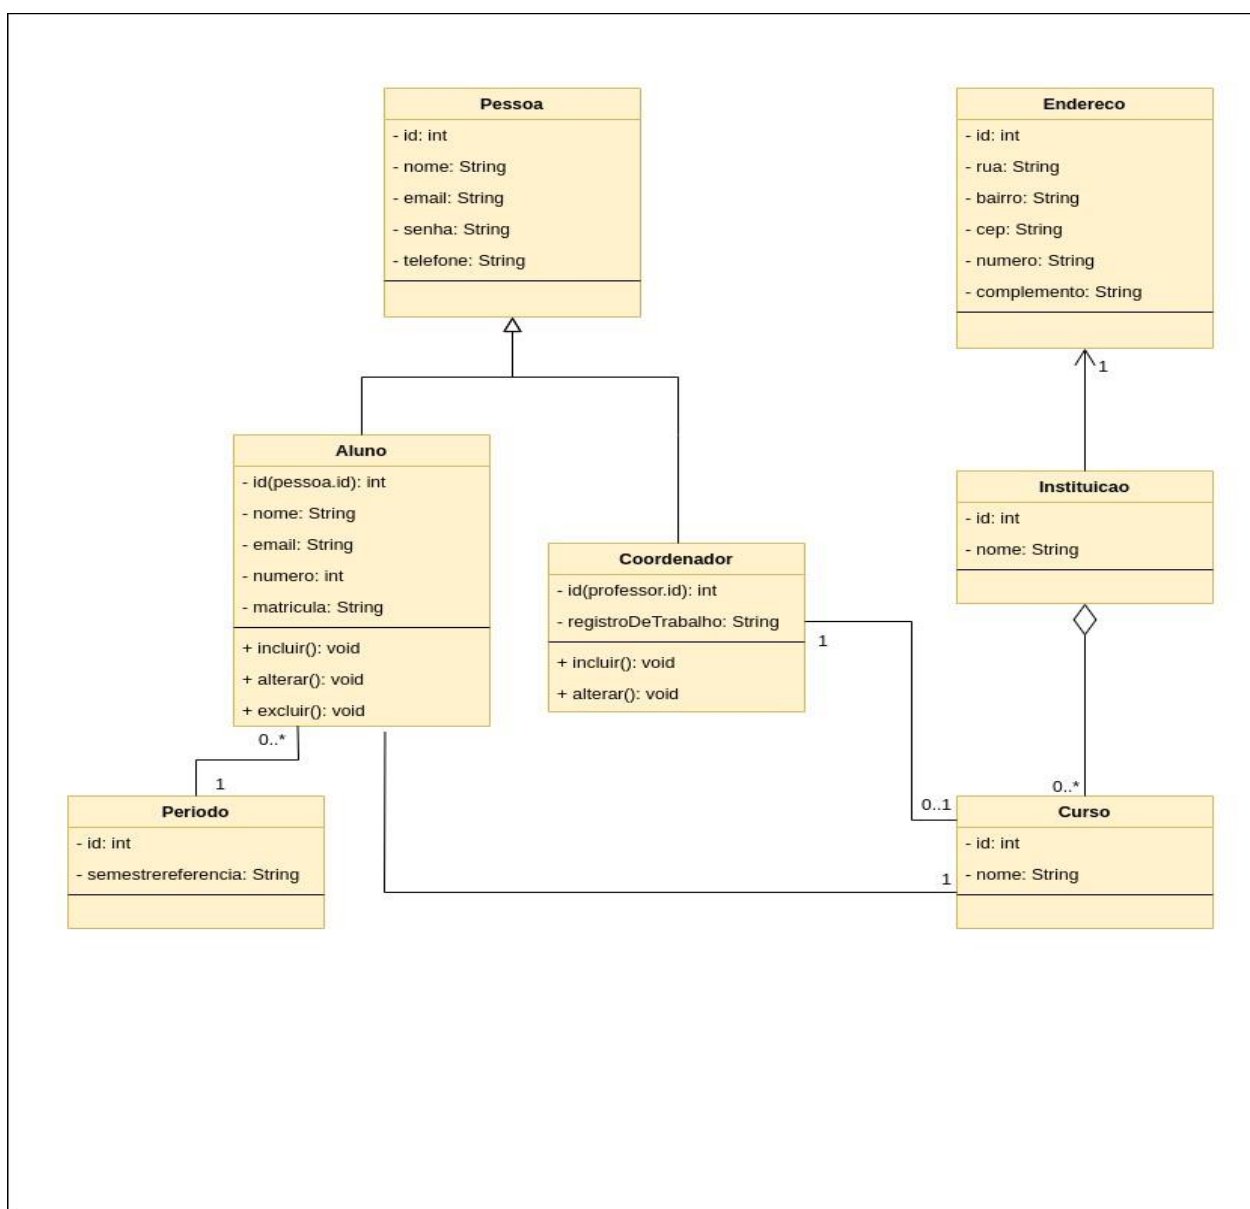 Pessoa
- id: int
- nome: String
- email: String
- senha: String
- telefone: String
Endereco
- id: int
- rua: String
- bairro: String
- cep: String
- numero: String
- complemento: String
1
Aluno
- id(pessoa.id): int
- nome: String
- email: String
- numero: int
- matricula: String
+ incluir(): void
+ alterar(): void
+ excluir(): void
0..*
Coordenador
- id(professor.id): int
- registroDeTrabalho: String
+ incluir(): void
+ alterar(): void
1
Instituicao
- id: int
- nome: String
1
Periodo
- id: int
- semestrereferencia: String
0..*
0..1
1
Curso
- id: int
- nome: String